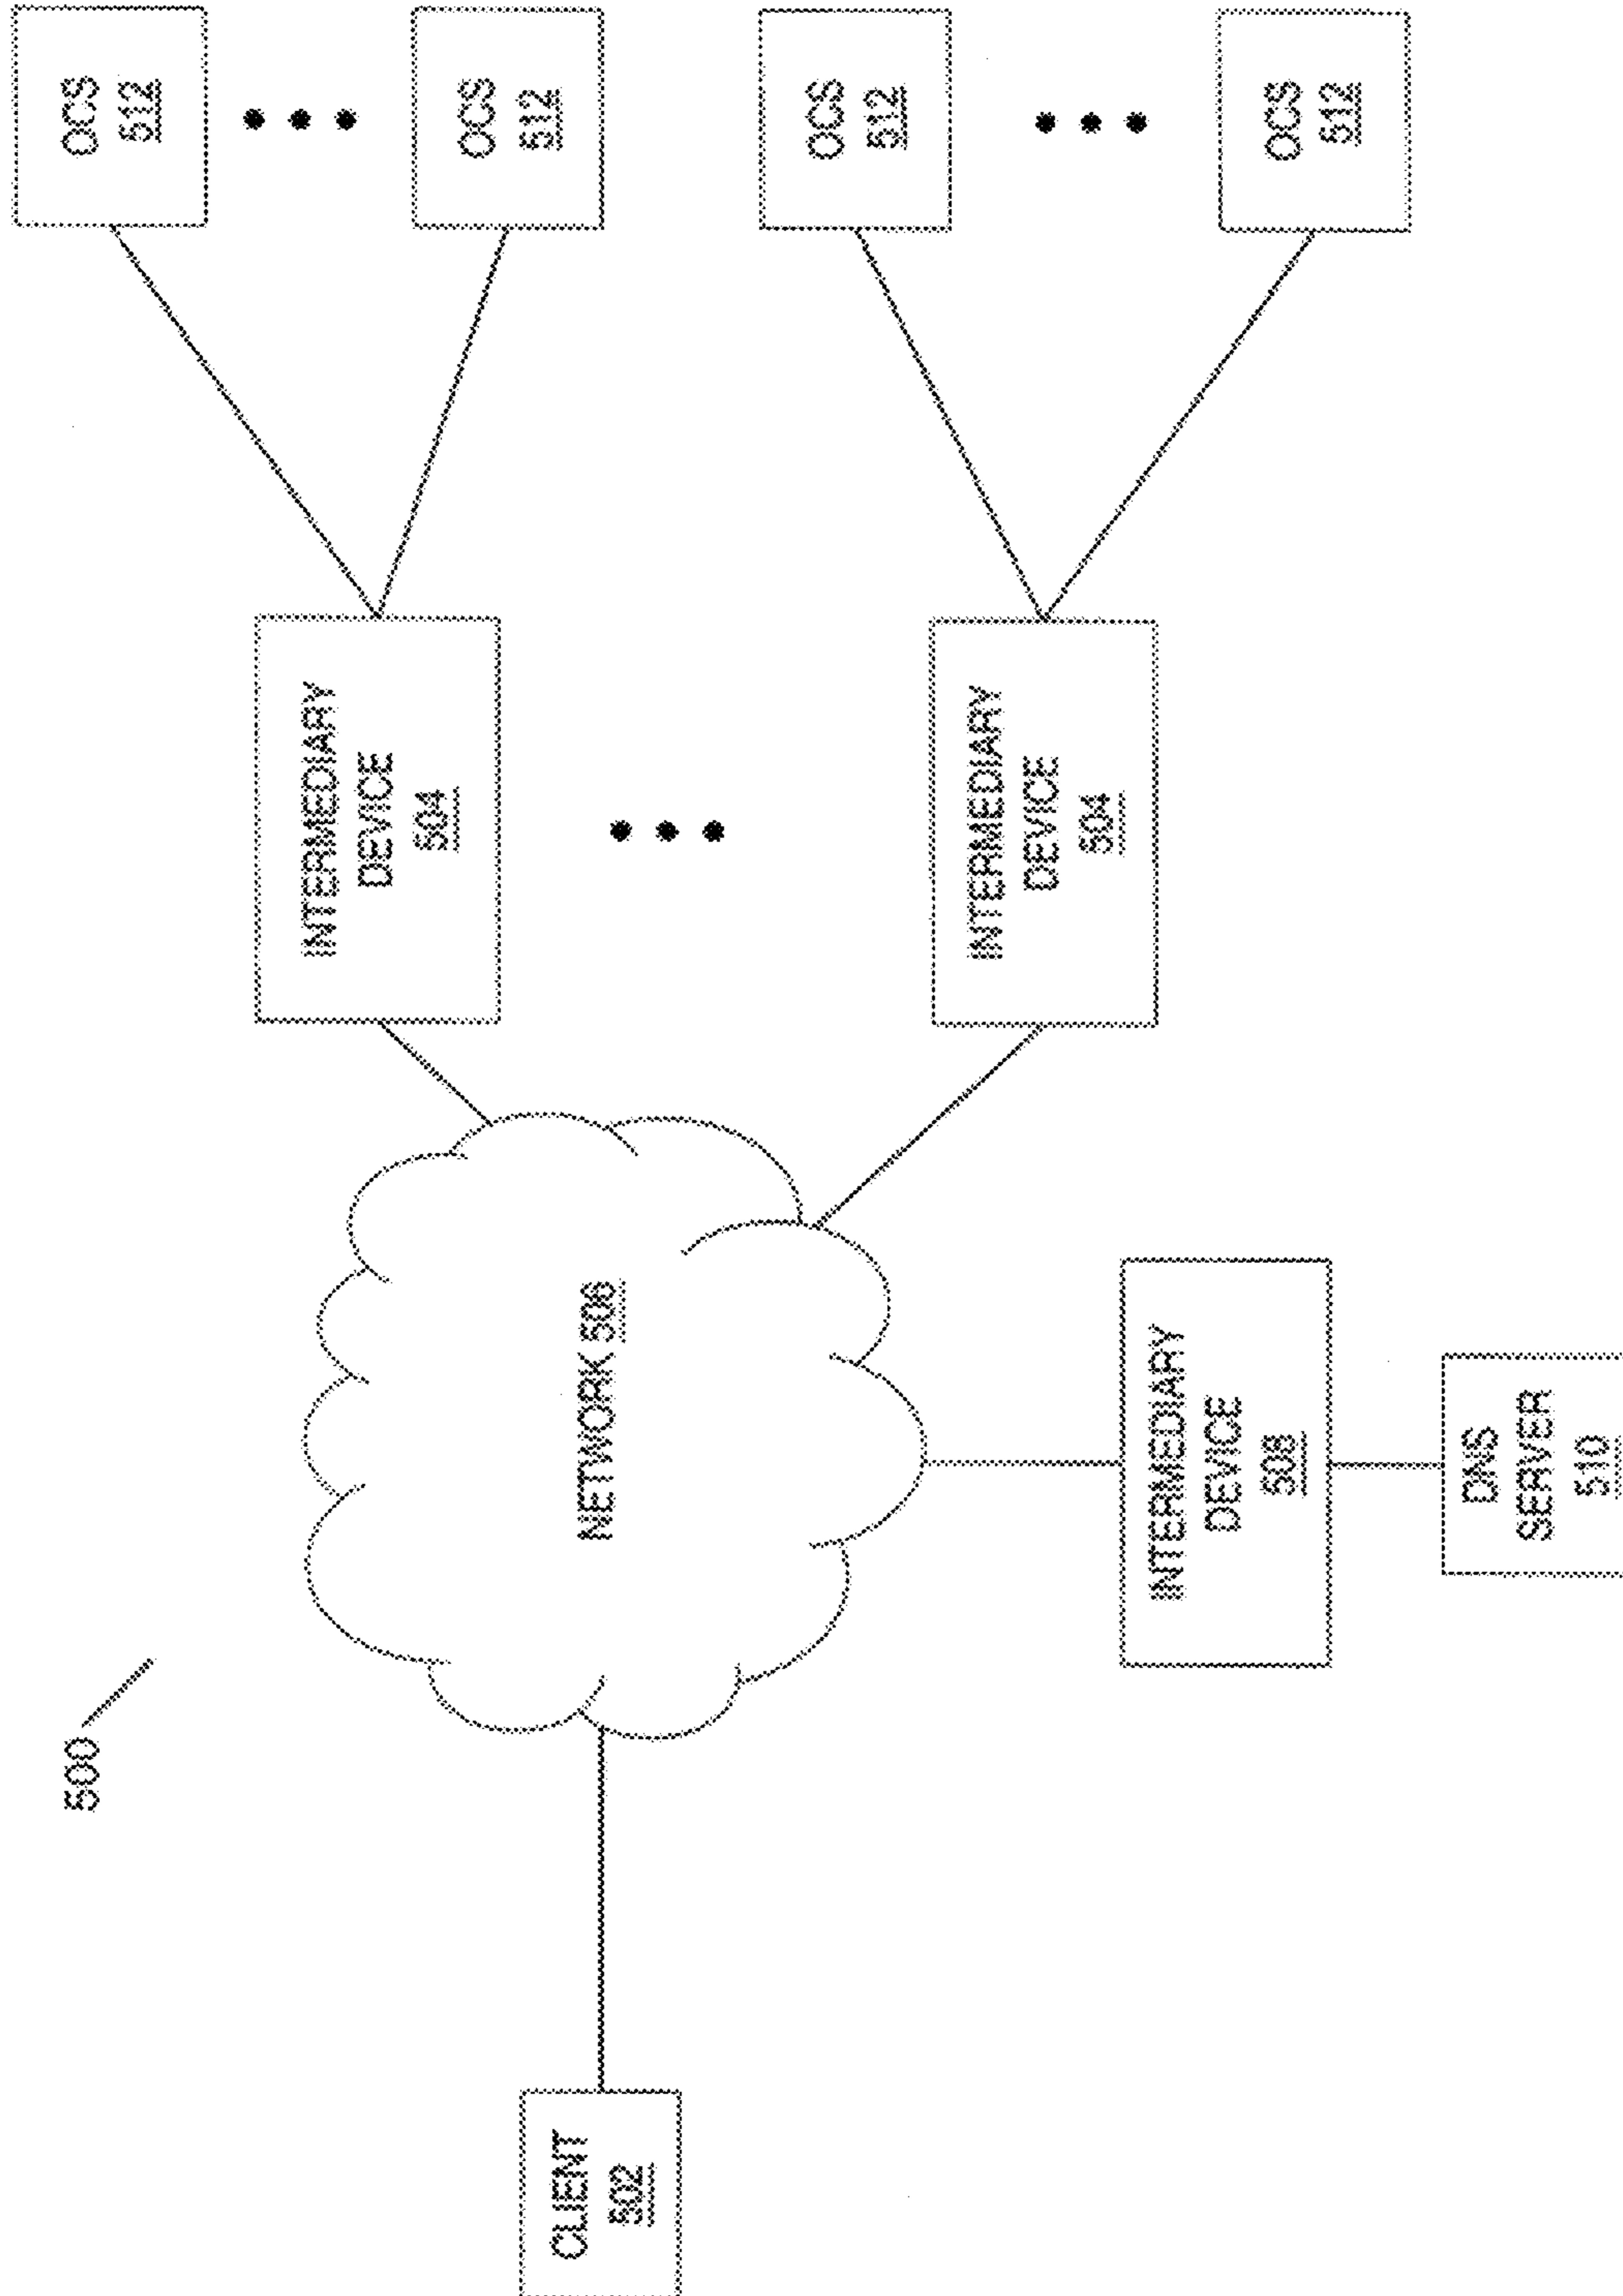 500
CLIENT
502
NETWORK 506
INTERMEDIARY
DEVICE
504
INTERMEDIARY
DEVICE
504
INTERMEDIARY
DEVICE
508
DNS
SERVER
510
OCS
512
OCS
512
OCS
512
OCS
512